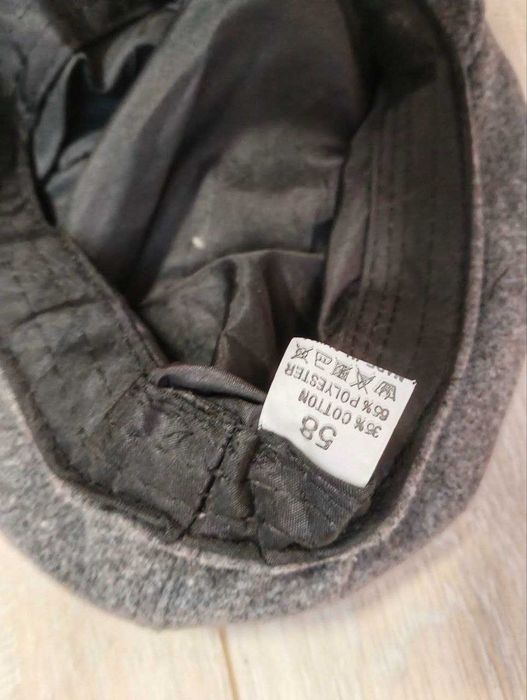 58
35% COTTON
65% POLYESTER